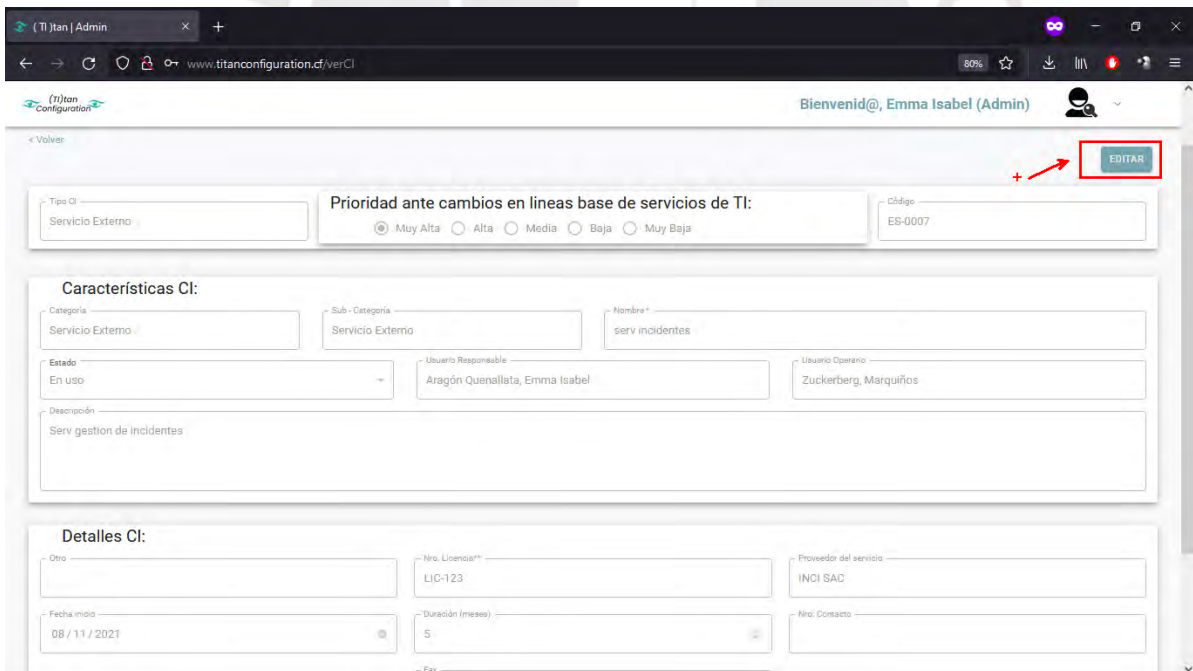 (TI)tan | Admin
www.titanconfiguration.cf/verCI
80%
(TI)tan
Configuration
Bienvenid@, Emma Isabel (Admin)
< Volver
EDITAR
+
Tipo CI
Servicio Externo
Prioridad ante cambios en lineas base de servicios de TI:
Muy Alta Alta Media Baja Muy Baja
Código
ES-0007
Características CI:
Categoria Sub - Categoria Nombre*
Servicio Externo Servicio Externo serv incidentes
Estado Usuario Responsable Usuario Operario
En uso Aragón Quenallata, Emma Isabel Zuckerberg, Marquiños
Descripción
Serv gestion de incidentes
Detalles CI:
Otro Nro. Licencia** Proveedor del servicio
LIC-123 INCI SAC
Fecha inicio Duración (meses) Nro. Contacto
08 / 11 / 2021 5
Fax